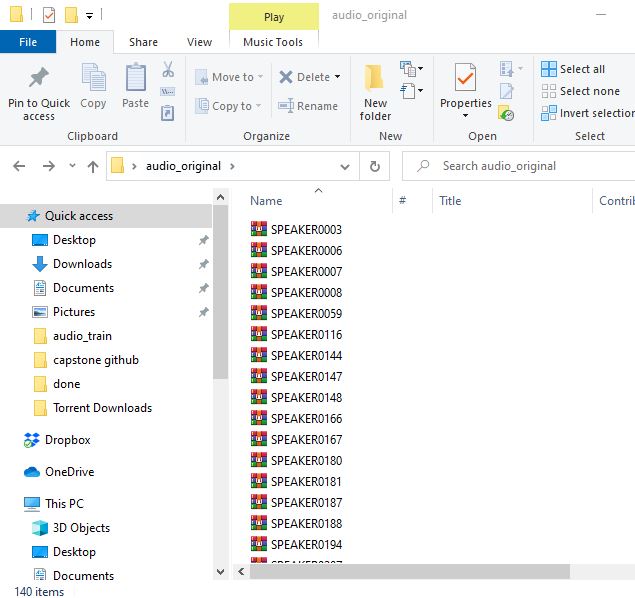 Play
audio_original
File
Home
Share
View
Music Tools
Pin to Quick access
Copy
Paste
Move to
Copy to
Delete
Rename
New folder
Properties
Select all
Select none
Invert selection
Clipboard
Organize
New
Open
Select
audio_original
Search audio_original
Name
#
Title
Quick access
Desktop
Downloads
Documents
Pictures
audio_train
capstone github
done
Torrent Downloads
Dropbox
OneDrive
This PC
3D Objects
Desktop
Documents
SPEAKER0003
SPEAKER0006
SPEAKER0007
SPEAKER0008
SPEAKER0059
SPEAKER0116
SPEAKER0144
SPEAKER0147
SPEAKER0148
SPEAKER0166
SPEAKER0167
SPEAKER0180
SPEAKER0181
SPEAKER0187
SPEAKER0188
SPEAKER0194
140 items